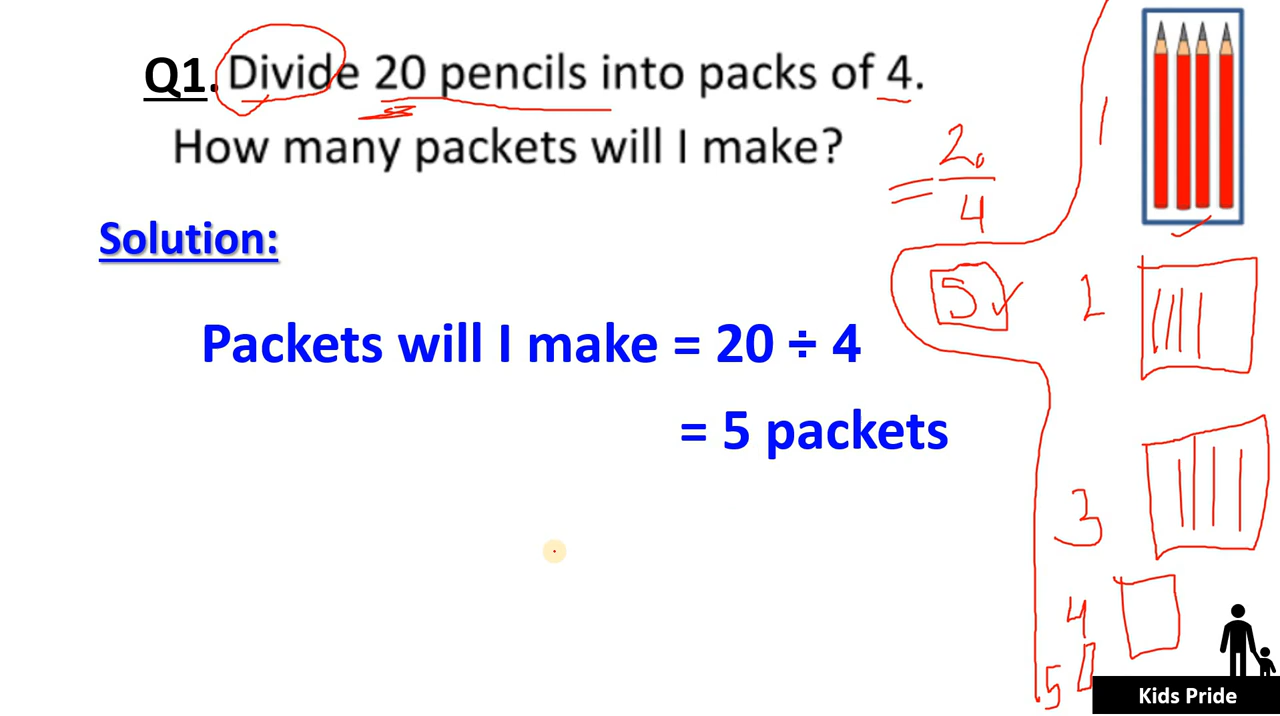 Q1. Divide 20 pencils into packs of 4.
How many packets will I make?
= 20
4
Solution:
5
Packets will I make = 20 ÷ 4
= 5 packets
1
2
3
4
5
Kids Pride